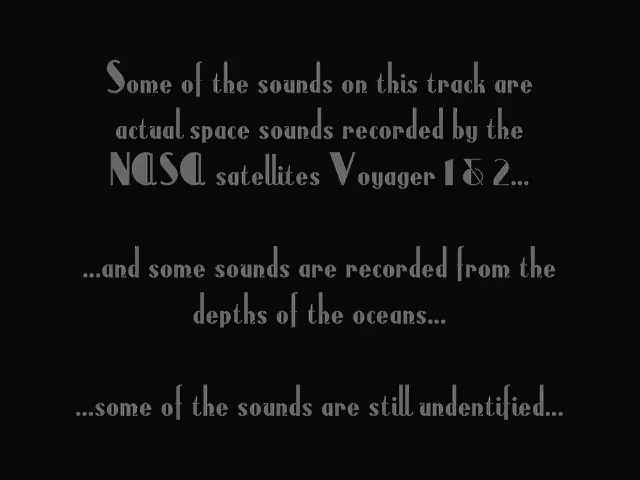 Some of the sounds on this track are
actual space sounds recorded by the
NASA satellites Voyager 1 & 2...
...and some sounds are recorded from the
depths of the oceans...
...some of the sounds are still undentified...